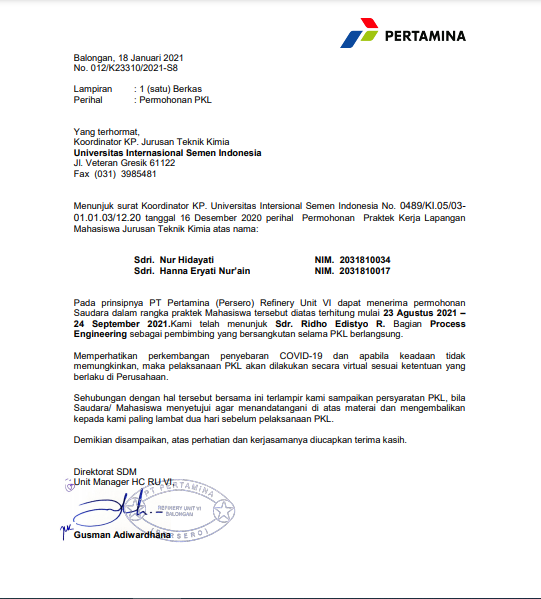 PERTAMINA
Balongan, 18 Januari 2021
No. 012/K23310/2021-S8
Lampiran : 1 (satu) Berkas
Perihal : Permohonan PKL
Yang terhormat,
Koordinator KP. Jurusan Teknik Kimia
Universitas Internasional Semen Indonesia
Jl. Veteran Gresik 61122
Fax (031) 3985481
Menunjuk surat Koordinator KP. Universitas Intersional Semen Indonesia No. 0489/KI.05/03-
01.01.03/12.20 tanggal 16 Desember 2020 perihal Permohonan Praktek Kerja Lapangan
Mahasiswa Jurusan Teknik Kimia atas nama:
Sdri. Nur Hidayati NIM. 2031810034
Sdri. Hanna Eryati Nur'ain NIM. 2031810017
Pada prinsipnya PT Pertamina (Persero) Refinery Unit VI dapat menerima permohonan
Saudara dalam rangka praktek Mahasiswa tersebut diatas terhitung mulai 23 Agustus 2021 –
24 September 2021.Kami telah menunjuk Sdr. Ridho Edistyo R. Bagian Process
Engineering sebagai pembimbing yang bersangkutan selama PKL berlangsung.
Memperhatikan perkembangan penyebaran COVID-19 dan apabila keadaan tidak
memungkinkan, maka pelaksanaan PKL akan dilakukan secara virtual sesuai ketentuan yang
berlaku di Perusahaan.
Sehubungan dengan hal tersebut bersama ini terlampir kami sampaikan persyaratan PKL, bila
Saudara/ Mahasiswa menyetujui agar menandatangani di atas materai dan mengembalikan
kepada kami paling lambat dua hari sebelum pelaksanaan PKL.
Demikian disampaikan, atas perhatian dan kerjasamanya diucapkan terima kasih.
Direktorat SDM
Unit Manager HC RU VI,
PT PERTAMINA
REFINERY UNIT VI
BALONGAN
(PERSERO)
Gusman Adiwardhana